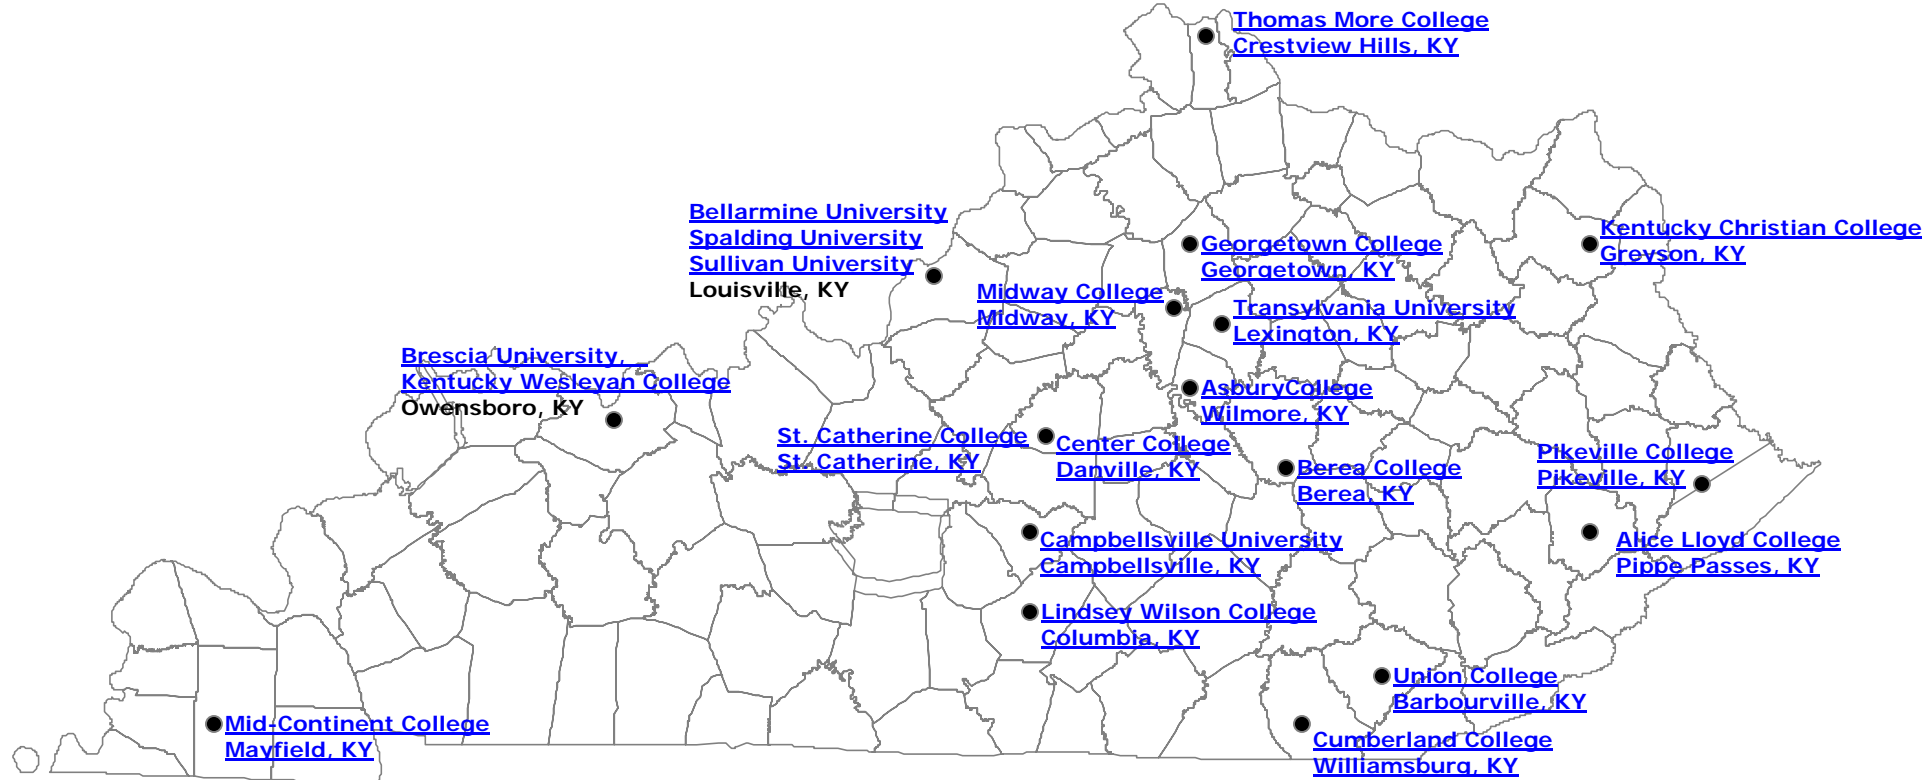 Thomas More College
Crestview Hills, KY
Bellarmine University
Spalding University
Sullivan University
Louisville, KY
Kentucky Christian College
Greyson, KY
Georgetown College
Georgetown, KY
Midway College
Midway, KY
Transylvania University
Lexington, KY
Brescia University,
Kentucky Wesleyan College
Owensboro, KY
AsburyCollege
Wilmore, KY
St. Catherine College
St. Catherine, KY
Center College
Danville, KY
Berea College
Berea, KY
Pikeville College
Pikeville, KY
Campbellsville University
Campbellsville, KY
Alice Lloyd College
Pippe Passes, KY
Lindsey Wilson College
Columbia, KY
Union College
Barbourville, KY
Mid-Continent College
Mayfield, KY
Cumberland College
Williamsburg, KY